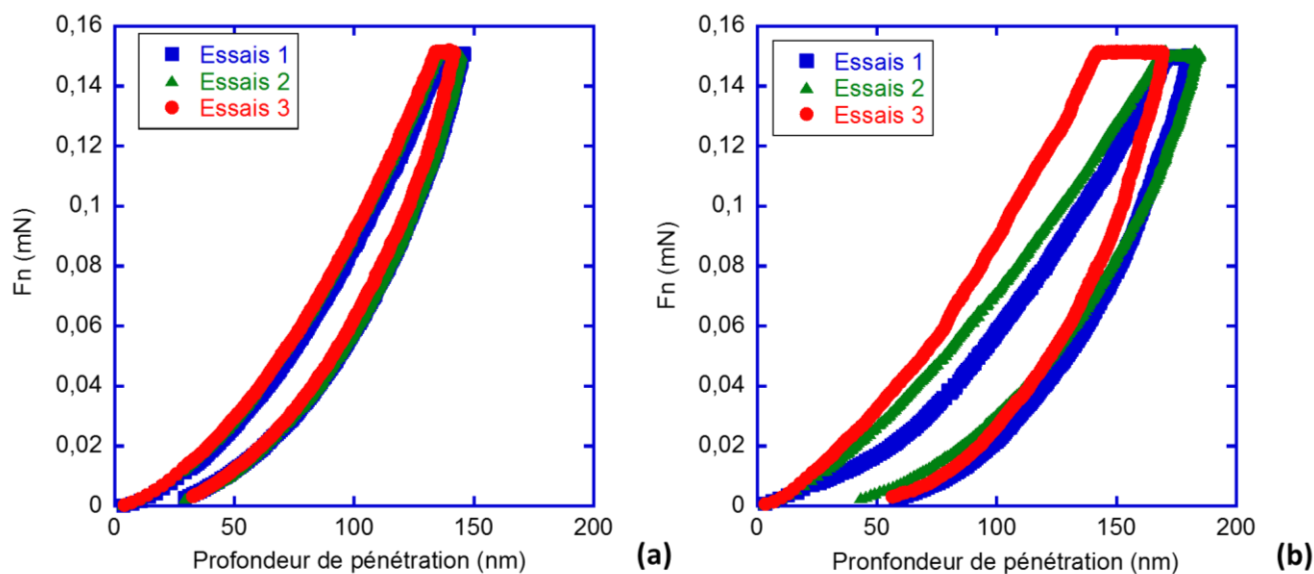 0,16
0,14
0,12
0,1
0,08
0,06
0,04
0,02
0
Fn (mN)
Essais 1
Essais 2
Essais 3
0 50 100 150 200
Profondeur de pénétration (nm)
(a)
0,16
0,14
0,12
0,1
0,08
0,06
0,04
0,02
0
Fn (mN)
Essais 1
Essais 2
Essais 3
0 50 100 150 200
Pronfondeur de pénétration (nm)
(b)